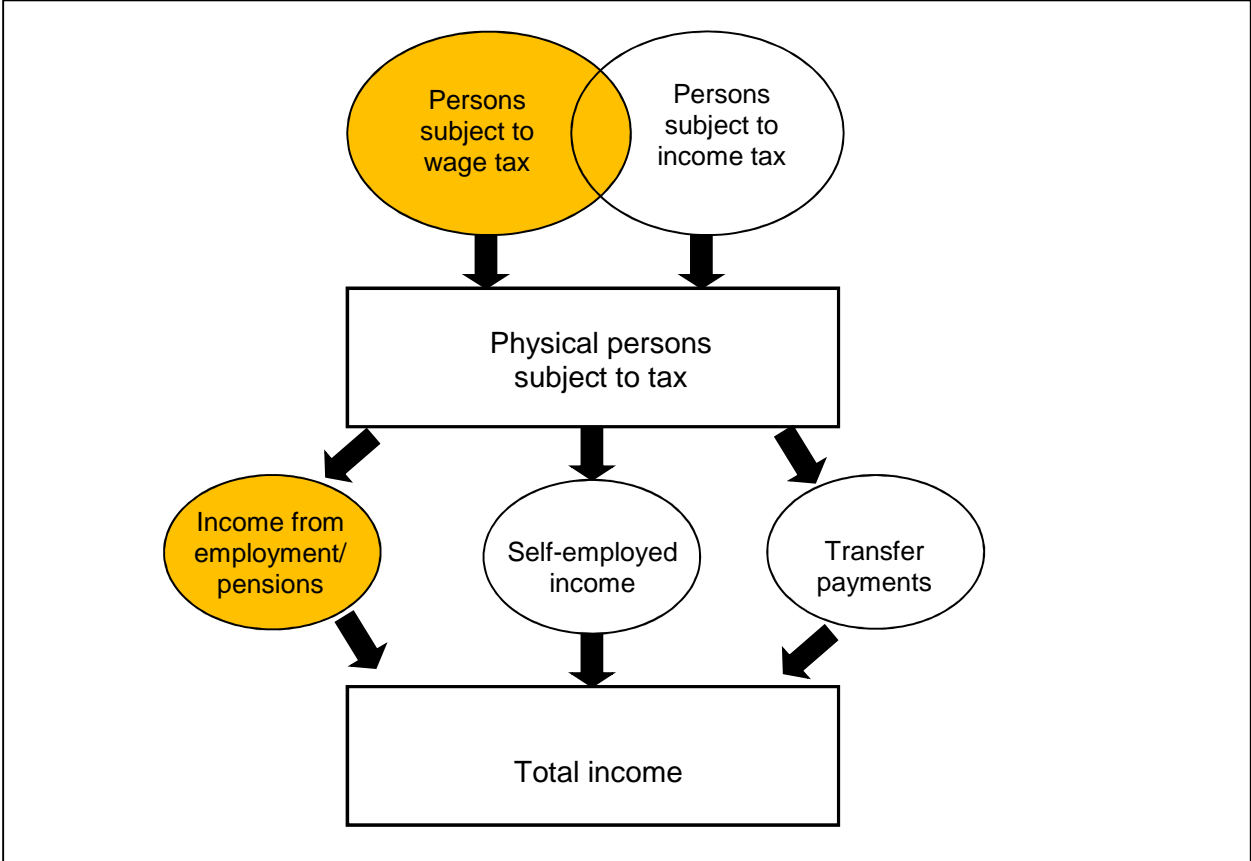 Persons
subject to
wage tax
Persons
subject to
income tax
Physical persons
subject to tax
Income from
employment/
pensions
Self-employed
income
Transfer
payments
Total income